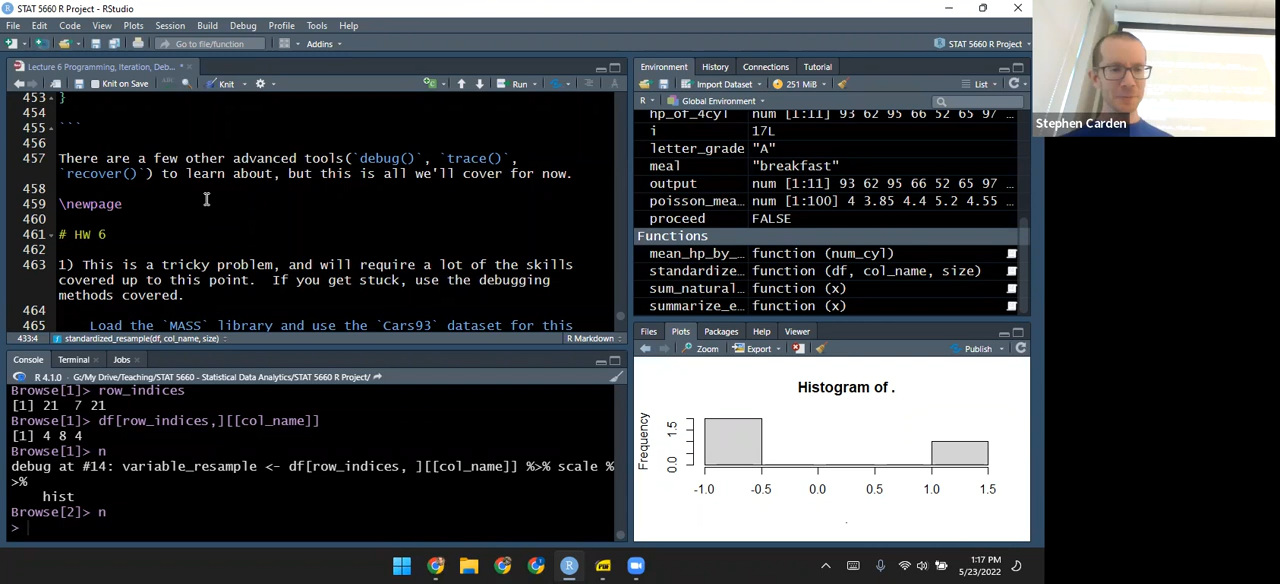 STAT 5660 R Project - RStudio
File Edit Code View Plots Session Build Debug Profile Tools Help
Go to file/function Addins STAT 5660 R Project
Lecture 6 Programming, Iteration, Deb... *
Knit on Save Knit Run
453 }
454
455 ```
456
457 There are a few other advanced tools(`debug()`, `trace()`,
`recover()`) to learn about, but this is all we'll cover for now.
458
459 \newpage
460
461 # HW 6
462
463 1) This is a tricky problem, and will require a lot of the skills
covered up to this point. If you get stuck, use the debugging
methods covered.
464
465 Load the `MASS` library and use the `Cars93` dataset for this
433:4 standardized_resample(df, col_name, size) R Markdown
Console Terminal Jobs
R 4.1.0 · G:/My Drive/Teaching/STAT 5660 - Statistical Data Analytics/STAT 5660 R Project/
Browse[1]> row_indices
[1] 21 7 21
Browse[1]> df[row_indices,][[col_name]]
[1] 4 8 4
Browse[1]> n
debug at #14: variable_resample <- df[row_indices, ][[col_name]] %>% scale %
>%
hist
Browse[2]> n
>
Environment History Connections Tutorial
Import Dataset 251 MiB List
R Global Environment
hp_of_4cyl num [1:11] 93 62 95 66 52 65 97 ...
i 17L
letter_grade "A"
meal "breakfast"
output num [1:11] 93 62 95 66 52 65 97 ...
poisson_mea... num [1:100] 4 3.85 4.4 5.2 4.55 ...
proceed FALSE
Functions
mean_hp_by_... function (num_cyl)
standardize... function (df, col_name, size)
sum_natural... function (x)
summarize_e... function (x)
Files Plots Packages Help Viewer
Zoom Export Publish
Histogram of .
Frequency
1.5
0.0
-1.0 -0.5 0.0 0.5 1.0 1.5
Stephen Carden
1:17 PM
5/23/2022